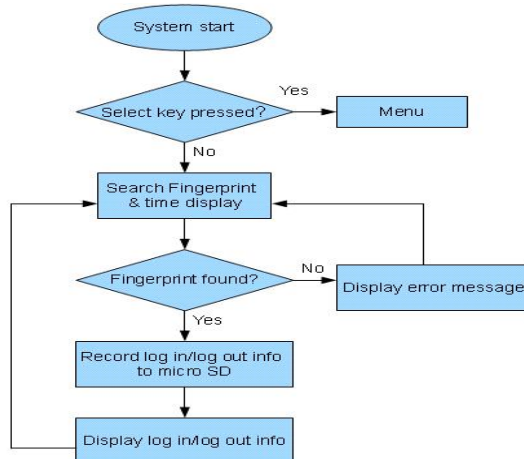 System start
Select key pressed?
Yes
Menu
No
Search Fingerprint
& time display
Fingerprint found?
No
Display error message
Yes
Record log in/log out info
to micro SD
Display log in/log out info